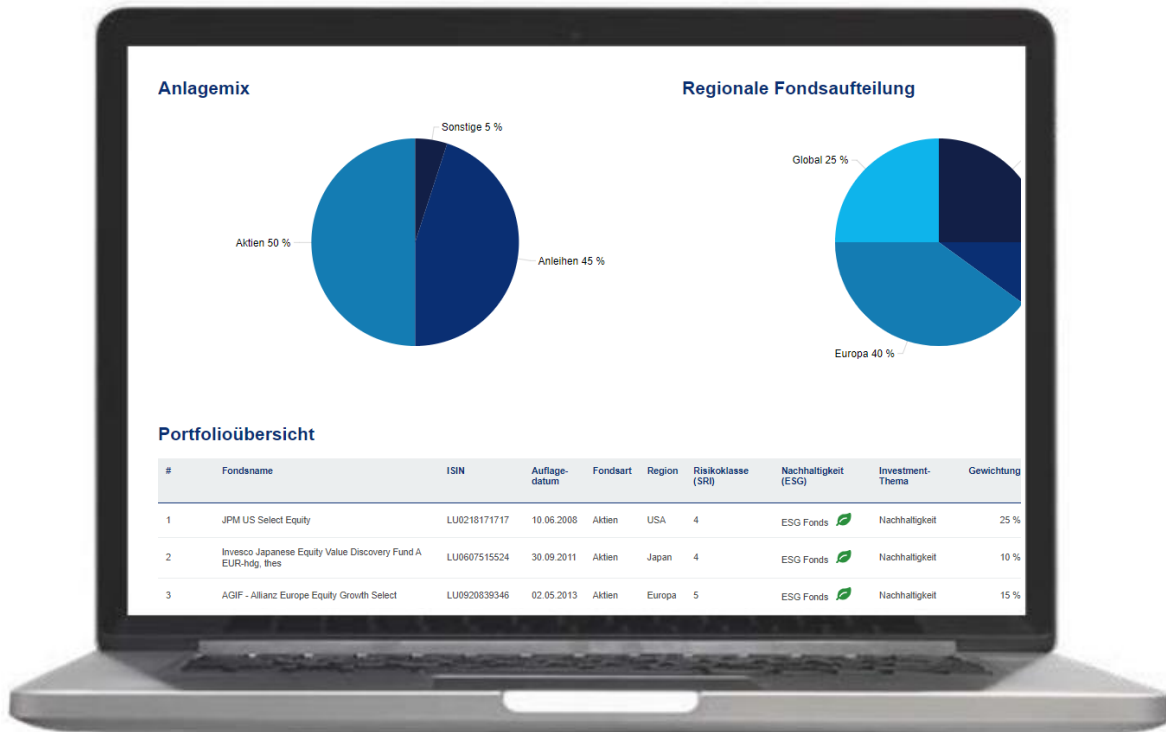 Anlagemix
Regionale Fondsaufteilung
Sonstige 5 %
Aktien 50 %
Anleihen 45 %
Global 25 %
Europa 40 %
Portfolioübersicht
# Fondsname ISIN Auflage- Fondsart Region Risikoklasse Nachhaltigkeit Investment- Gewichtung
datum (SRI) (ESG) Thema
1 JPM US Select Equity LU0218171717 10.06.2008 Aktien USA 4 ESG Fonds Nachhaltigkeit 25 %
2 Invesco Japanese Equity Value Discovery Fund A LU0607515524 30.09.2011 Aktien Japan 4 ESG Fonds Nachhaltigkeit 10 %
EUR-hdg, thes
3 AGIF - Allianz Europe Equity Growth Select LU0920839346 02.05.2013 Aktien Europa 5 ESG Fonds Nachhaltigkeit 15 %